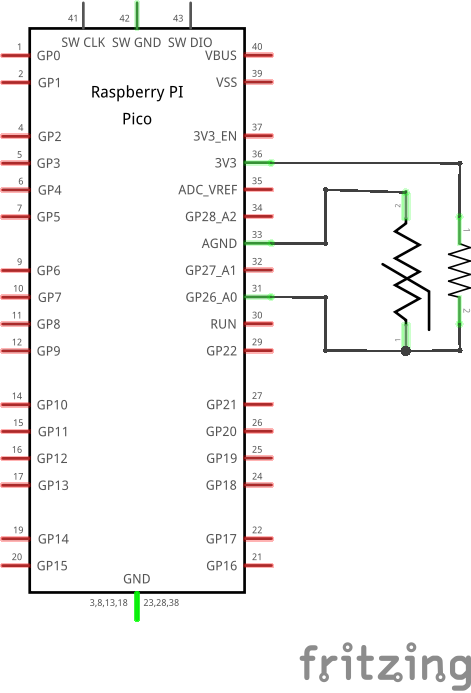 41 42 43
SW CLK SW GND SW DIO
1 GP0 VBUS 40
2 GP1 VSS 39
Raspberry PI
Pico
4 GP2 3V3_EN 37
5 GP3 3V3 36
6 GP4 ADC_VREF 35
7 GP5 GP28_A2 34
AGND 33
9 GP6 GP27_A1 32
10 GP7 GP26_A0 31
11 GP8 RUN 30
12 GP9 GP22 29
14 GP10 GP21 27
15 GP11 GP20 26
16 GP12 GP19 25
17 GP13 GP18 24
19 GP14 GP17 22
20 GP15 GP16 21
GND
3,8,13,18 23,28,38
2
1
1
2
fritzing